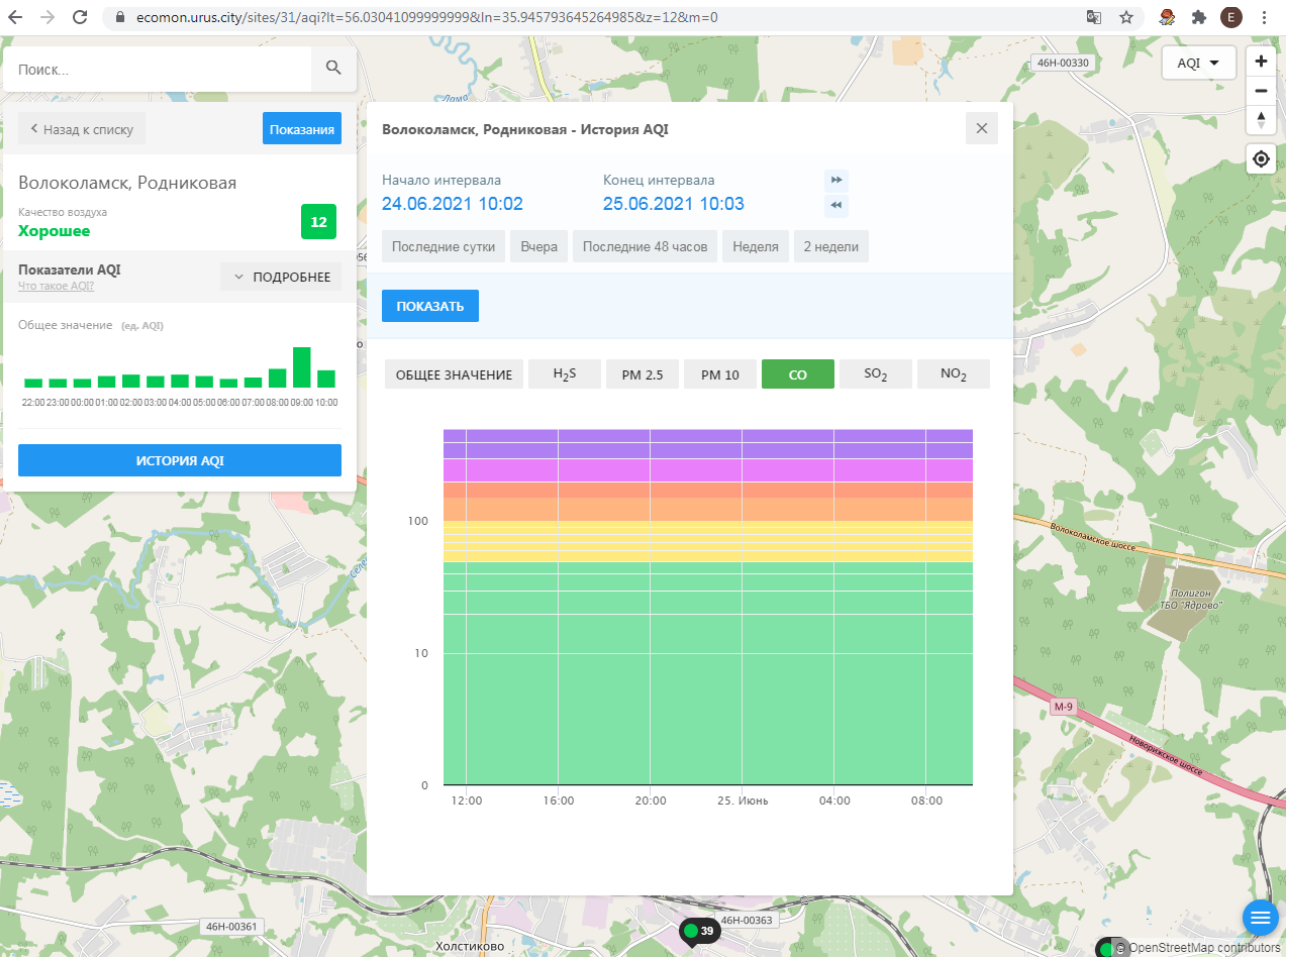 ecomon.urus.city/sites/31/aqi?lt=56.03041099999999&ln=35.945793645264985&z=12&m=0
E
Поиск...
46Н-00330
AQI
Лама
Назад к списку
Показания
Волоколамск, Родниковая - История AQI
Волоколамск, Родниковая
Качество воздуха
Хорошее
12
Начало интервала
Конец интервала
24.06.2021 10:02
25.06.2021 10:03
Последние сутки
Вчера
Последние 48 часов
Неделя
2 недели
Показатели AQI
Что такое AQI?
ПОДРОБНЕЕ
ПОКАЗАТЬ
Общее значение (ед. AQI)
22:00 23:00 00:00 01:00 02:00 03:00 04:00 05:00 06:00 07:00 08:00 09:00 10:00
ИСТОРИЯ AQI
ОБЩЕЕ ЗНАЧЕНИЕ
H2S
PM 2.5
PM 10
CO
SO2
NO2
100
10
0
12:00
16:00
20:00
25. Июнь
04:00
08:00
Волоколамское шоссе
Полигон
ТБО "Ядрово"
М-9
Новорижское шоссе
46Н-00361
Холстиково
39
46Н-00363
© OpenStreetMap contributors